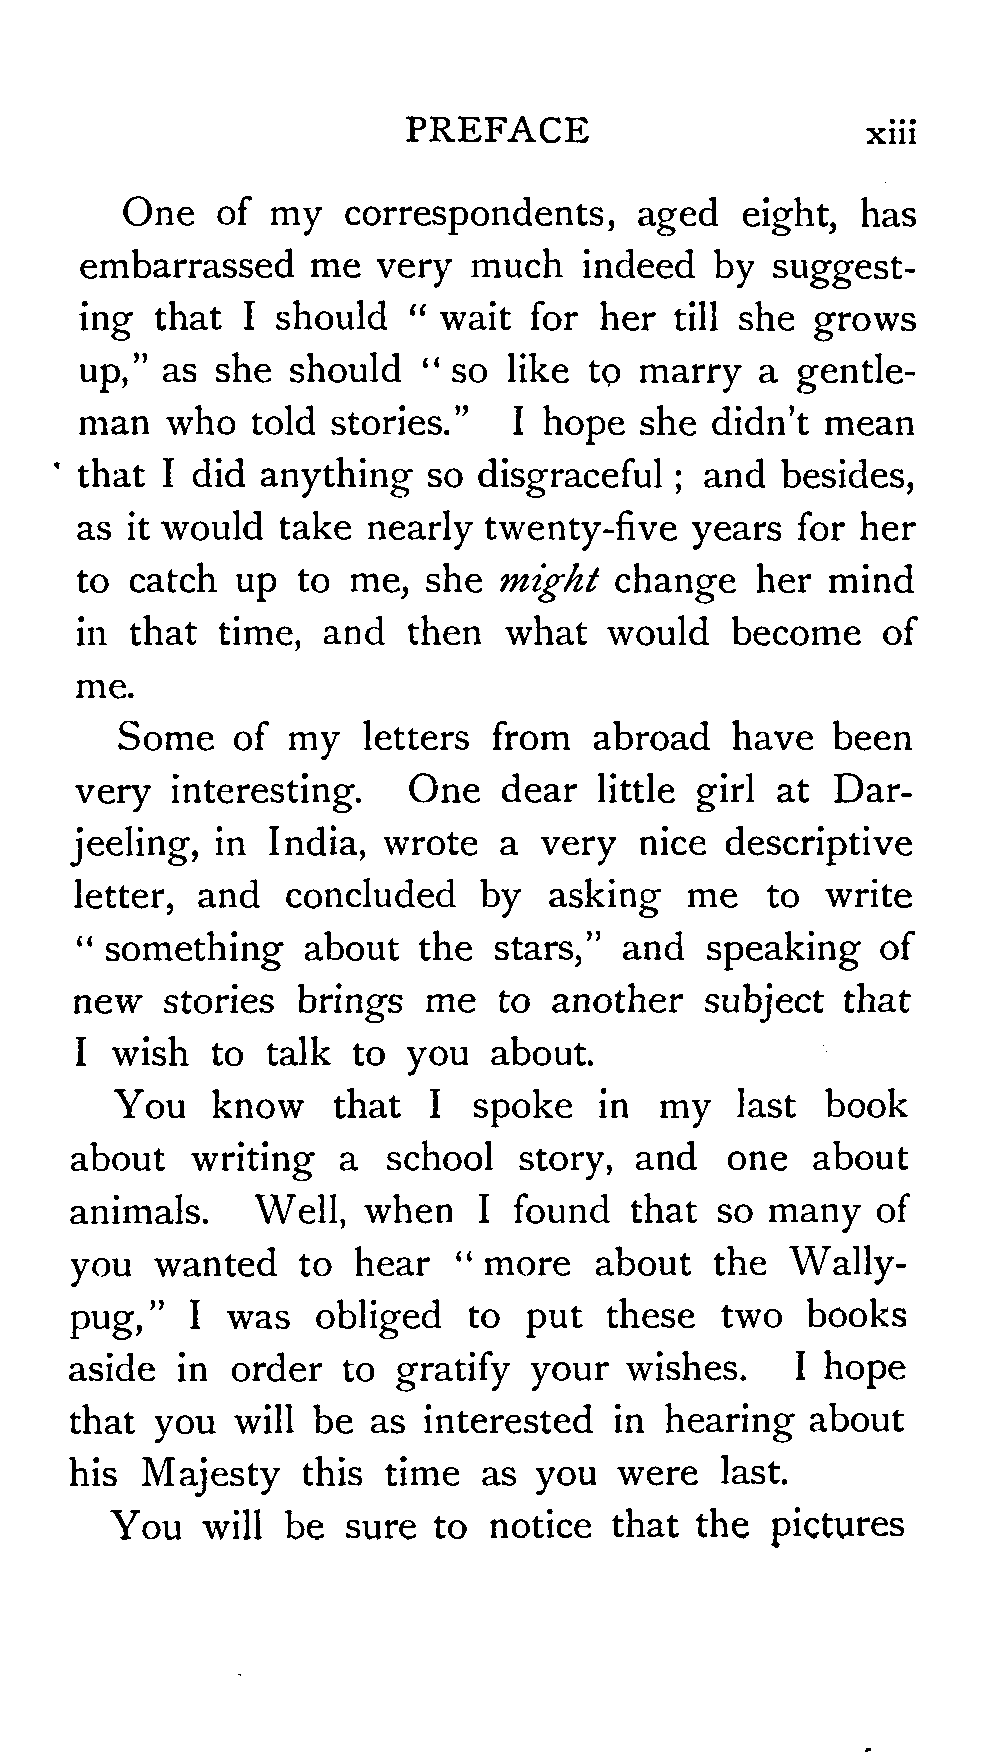 PREFACE xiii
One of my correspondents, aged eight, has
embarrassed me very much indeed by suggest-
ing that I should " wait for her till she grows
up," as she should " so like to marry a gentle-
man who told stories." I hope she didn't mean
that I did anything so disgraceful ; and besides,
as it would take nearly twenty-five years for her
to catch up to me, she might change her mind
in that time, and then what would become of
me.
Some of my letters from abroad have been
very interesting. One dear little girl at Dar-
jeeling, in India, wrote a very nice descriptive
letter, and concluded by asking me to write
" something about the stars," and speaking of
new stories brings me to another subject that
I wish to talk to you about.
You know that I spoke in my last book
about writing a school story, and one about
animals. Well, when I found that so many of
you wanted to hear " more about the Wally-
pug," I was obliged to put these two books
aside in order to gratify your wishes. I hope
that you will be as interested in hearing about
his Majesty this time as you were last.
You will be sure to notice that the pictures